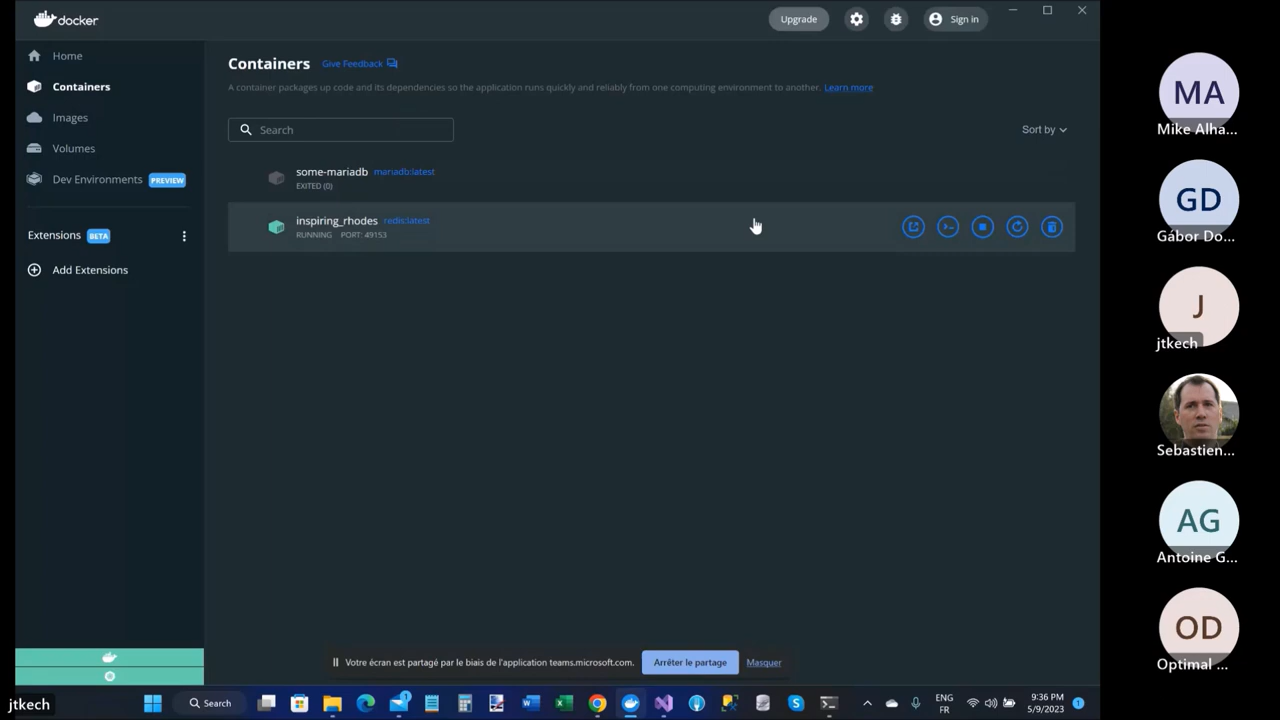 docker
Upgrade
Sign in
Home
Containers
Images
Volumes
Dev Environments PREVIEW
Extensions BETA
Add Extensions
Containers Give Feedback
A container packages up code and its dependencies so the application runs quickly and reliably from one computing environment to another. Learn more
Search
Sort by
some-mariadb mariadb:latest
EXITED (0)
inspiring_rhodes redis:latest
RUNNING PORT: 49153
Votre écran est partagé par le biais de l'application teams.microsoft.com.
Arrêter le partage
Masquer
jtkech
Search
1
ENG
FR
9:36 PM
5/9/2023
1
MA
Mike Alha...
GD
Gábor Do...
J
jtkech
Sebastien...
AG
Antoine G...
OD
Optimal ...